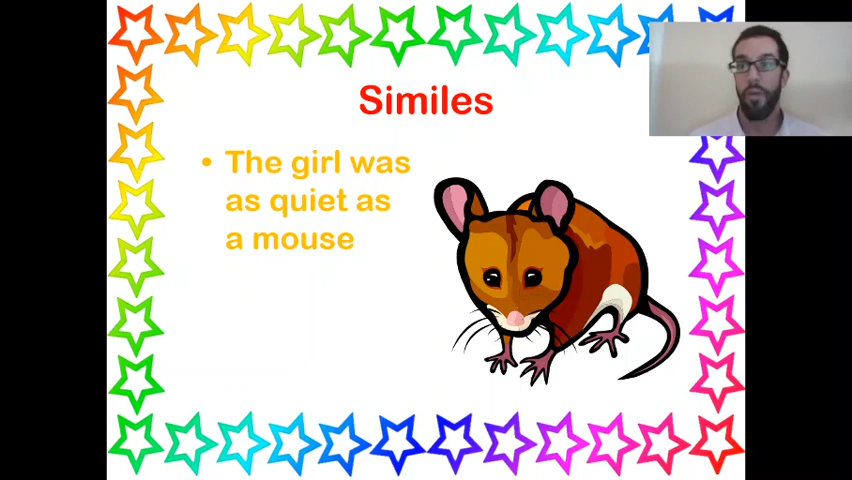 Similes
• The girl was
as quiet as
a mouse